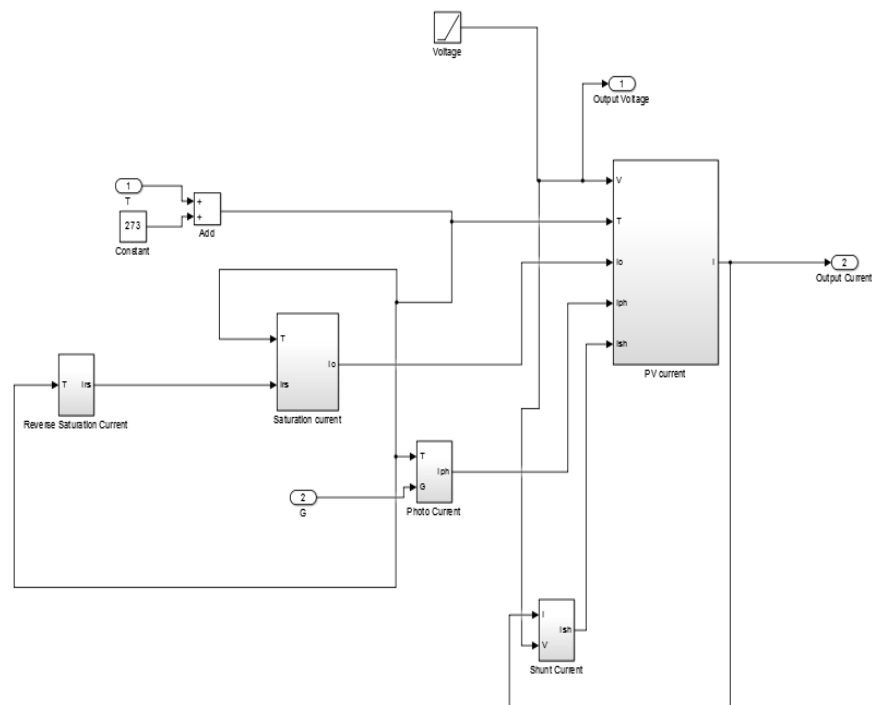 Voltage
1
Output Voltage
1
T
+
+
Add
273
Constant
V
T
Io
Iph
Ish
I
PV current
2
Output Current
T
Irs
Io
Saturation current
T
Irs
Reverse Saturation Current
T
G
Iph
Photo Current
2
G
I
V
Ish
Shunt Current